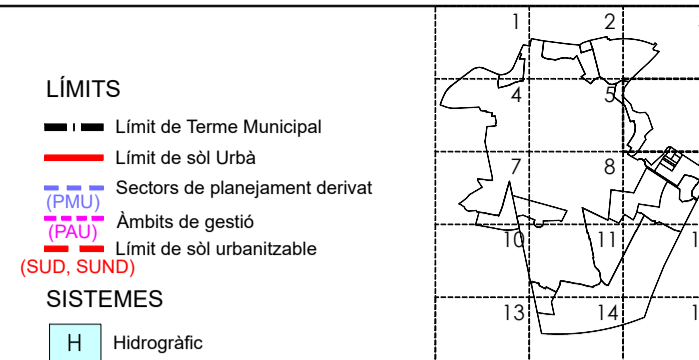 LÍMITS
Límit de Terme Municipal
Límit de sòl Urbà
Sectors de planejament derivat
(PMU)
Àmbits de gestió
(PAU)
Límit de sòl urbanitzable
(SUD, SUND)
SISTEMES
H Hidrogràfic
1 2
4 5
7 8
10 11
13 14